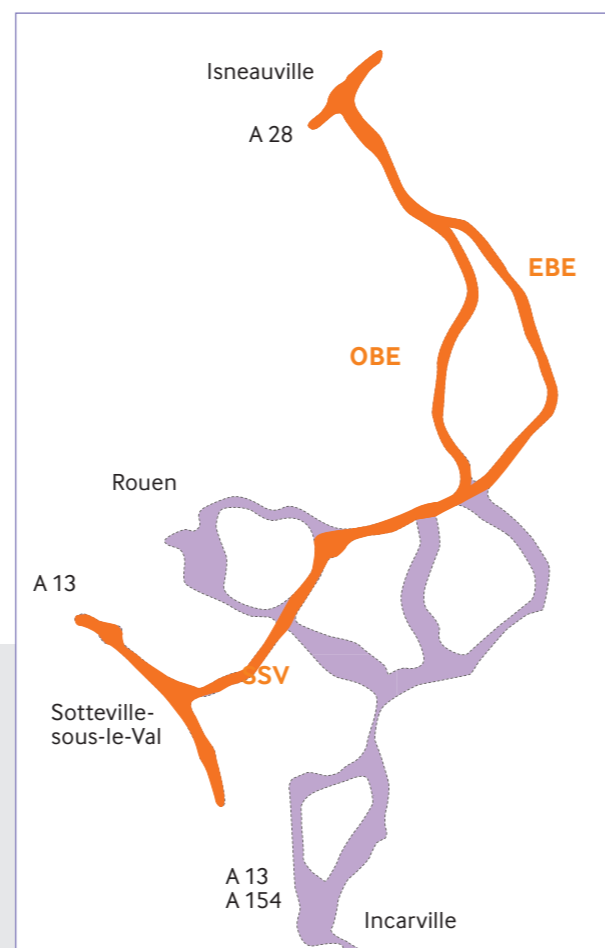 Isneauville
A 28
EBE
OBE
Rouen
A 13
SSV
Sotteville-
sous-le-Val
A 13
A 154
Incarville